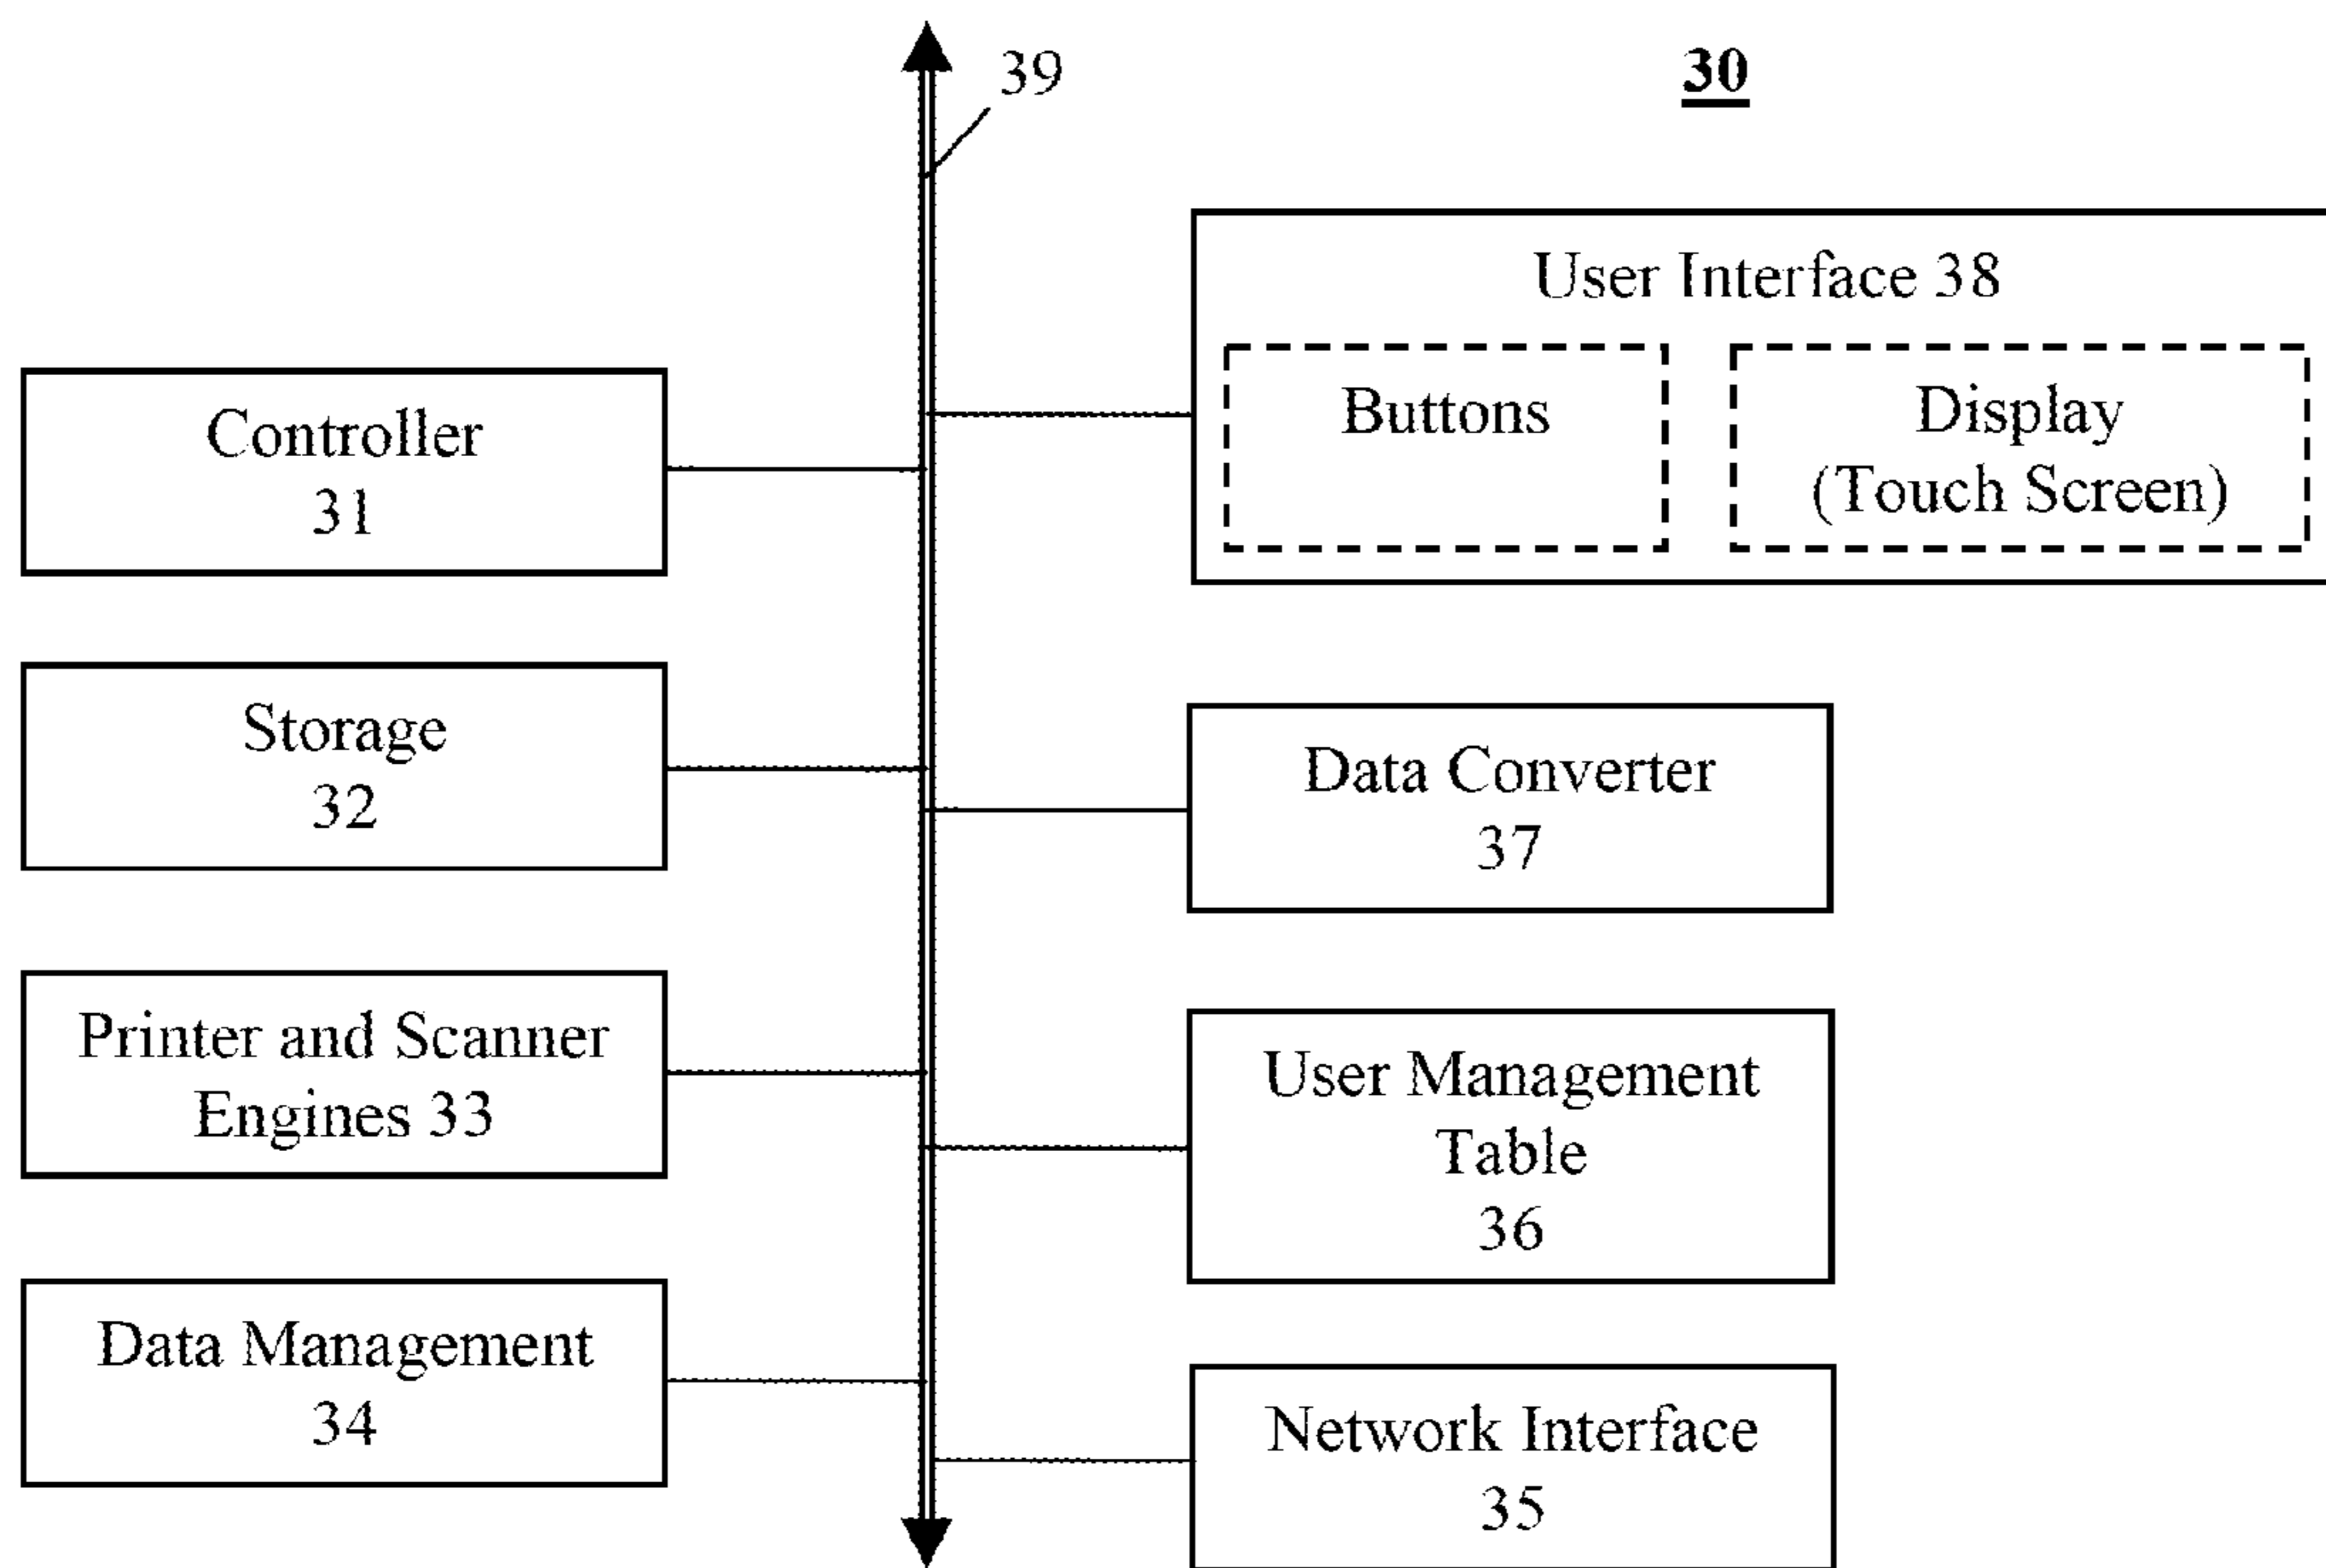 39
30
User Interface 38
Buttons
Display
(Touch Screen)
Controller
31
Storage
32
Data Converter
37
Printer and Scanner
Engines 33
User Management
Table
36
Data Management
34
Network Interface
35